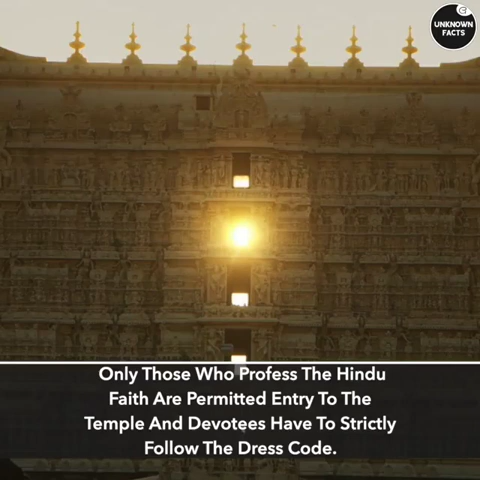 UNKNOWN
FACTS
Only Those Who Profess The Hindu
Faith Are Permitted Entry To The
Temple And Devotees Have To Strictly
Follow The Dress Code.